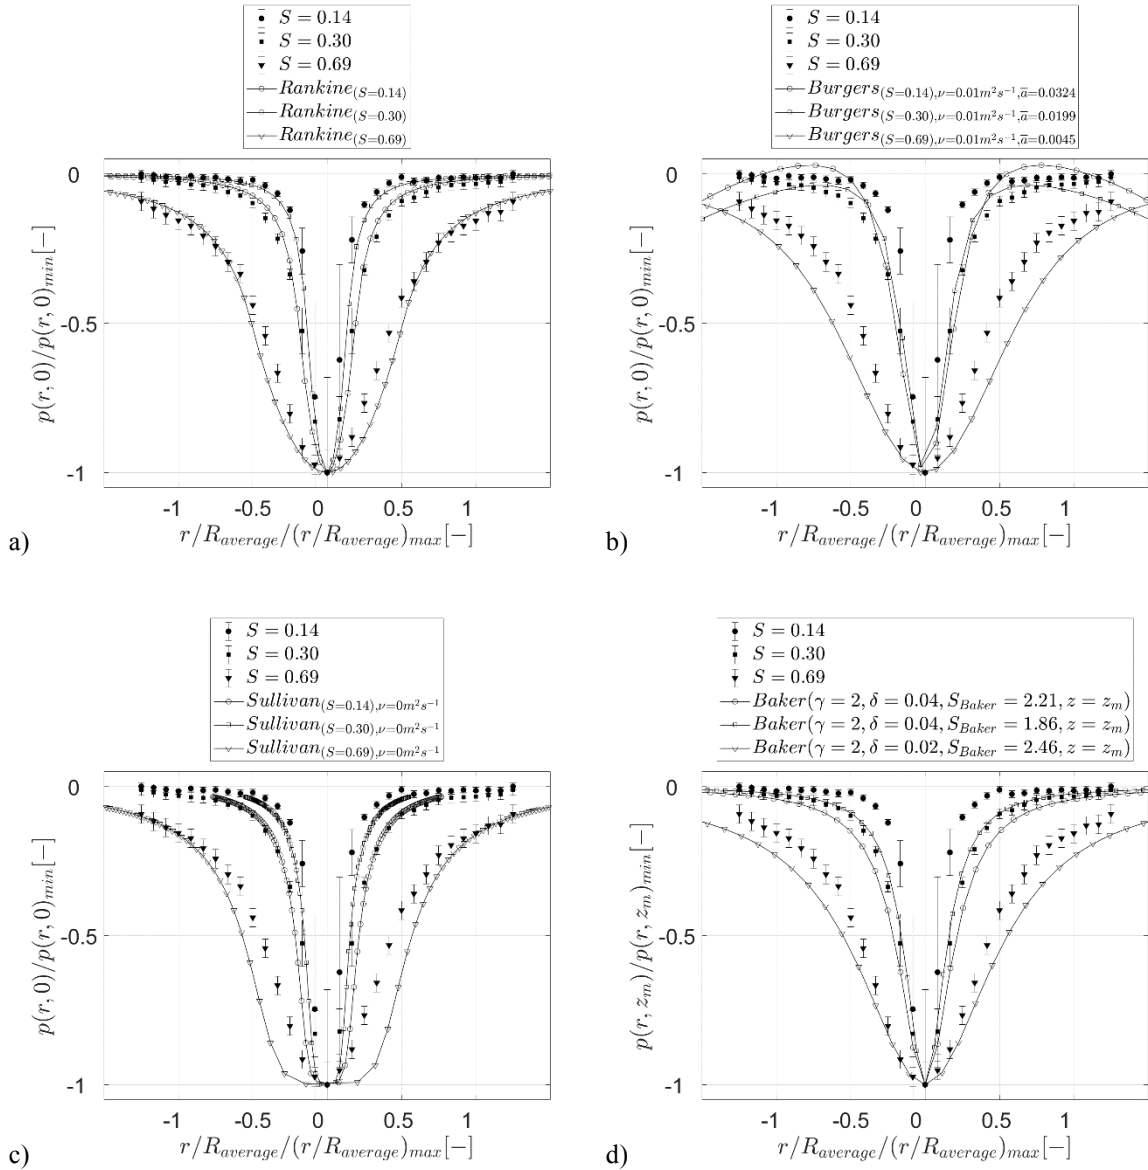 S = 0.14
S = 0.30
S = 0.69
Rankine(S=0.14)
Rankine(S=0.30)
Rankine(S=0.69)
0
-0.5
-1
p(r, 0)/p(r, 0)min[−]
-1 -0.5 0 0.5 1
r/Raverage/(r/Raverage)max[−]
a)
S = 0.14
S = 0.30
S = 0.69
Burgers(S=0.14),ν=0.01m²s⁻¹,a̅=0.0324
Burgers(S=0.30),ν=0.01m²s⁻¹,a̅=0.0199
Burgers(S=0.69),ν=0.01m²s⁻¹,a̅=0.0045
0
-0.5
-1
p(r, 0)/p(r, 0)min[−]
-1 -0.5 0 0.5 1
r/Raverage/(r/Raverage)max[−]
b)
S = 0.14
S = 0.30
S = 0.69
Sullivan(S=0.14),ν=0m²s⁻¹
Sullivan(S=0.30),ν=0m²s⁻¹
Sullivan(S=0.69),ν=0m²s⁻¹
0
-0.5
-1
p(r, 0)/p(r, 0)min[−]
-1 -0.5 0 0.5 1
r/Raverage/(r/Raverage)max[−]
c)
S = 0.14
S = 0.30
S = 0.69
Baker(γ = 2, δ = 0.04, SBaker = 2.21, z = zm)
Baker(γ = 2, δ = 0.04, SBaker = 1.86, z = zm)
Baker(γ = 2, δ = 0.02, SBaker = 2.46, z = zm)
0
-0.5
-1
p(r, zm)/p(r, zm)min[−]
-1 -0.5 0 0.5 1
r/Raverage/(r/Raverage)max[−]
d)